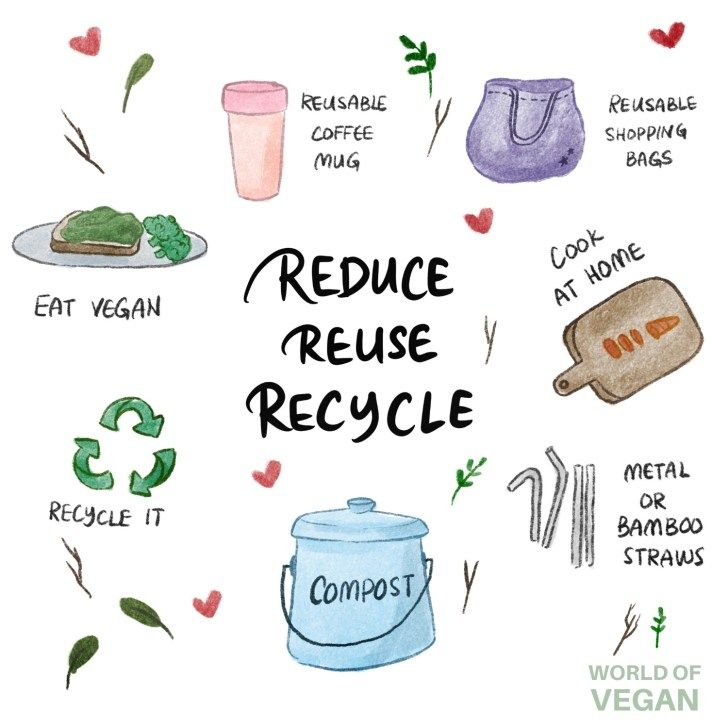 REUSABLE
COFFEE
MUG
REUSABLE
SHOPPING
BAGS
EAT VEGAN
REDUCE
REUSE
RECYCLE
COOK
AT HOME
RECYCLE IT
COMPOST
METAL
OR
BAMBOO
STRAWS
WORLD OF
VEGAN